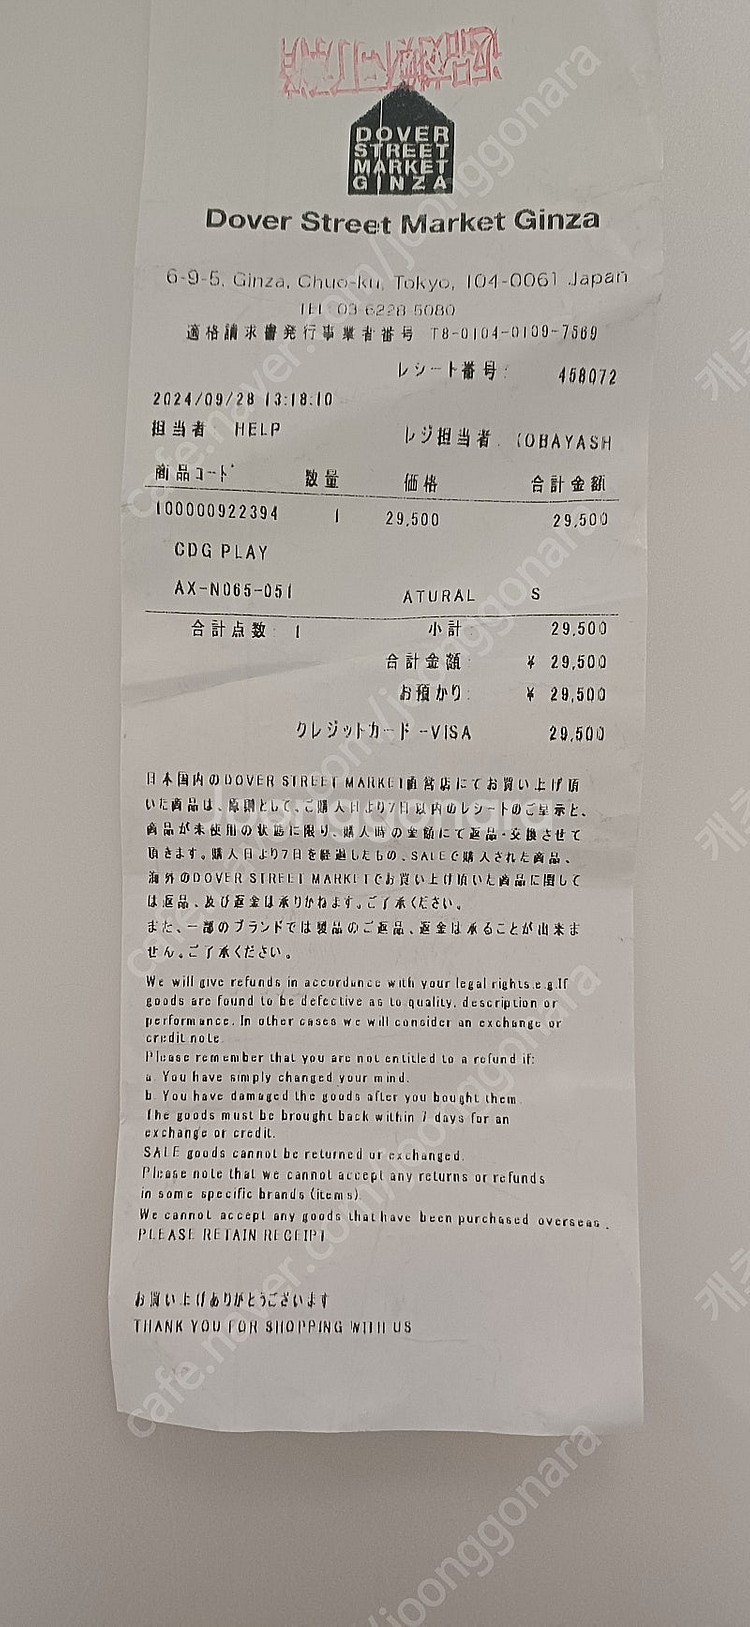 返品交換不可
DOVER
STREET
MARKET
GINZA
Dover Street Market Ginza
6-9-5, Ginza, Chuo-ku, Tokyo, 104-0061 Japan
TEL 03-6228-5080
適格請求書発行事業者番号 T8-0104-0109-7569
レシート番号: 458072
2024/09/28 13:18:10
担当者 HELP
レジ担当者 KOBAYASH
商品コード 数量 価格 合計金額
100000922394 1 29,500 29,500
CDG PLAY
AX-N065-051 ATURAL S
合計点数: 1 小計: 29,500
合計金額: ¥ 29,500
お預かり: ¥ 29,500
クレジットカード -VISA 29,500
日本国内のDOVER STREET MARKET直営店にてお買い上げ頂
いた商品は、原則として、ご購入日より7日以内のレシートのご呈示と、
商品が未使用の状態に限り、購入時の金額にて返品・交換させて
頂きます。購入日より7日を経過したもの、SALEで購入された商品、
海外のDOVER STREET MARKETでお買い上げ頂いた商品に関して
は返品、及び返金は承りかねます。ご了承ください。
また、一部のブランドでは製品のご返品、返金は承ることが出来ま
せん。ご了承ください。
We will give refunds in accordance with your legal rights.e.g.If
goods are found to be defective as to quality, description or
performance. In other cases we will consider an exchange or
credit note.
Please remember that you are not entitled to a refund if:
a. You have simply changed your mind.
b. You have damaged the goods after you bought them.
The goods must be brought back within 7 days for an
exchange or credit.
SALE goods cannot be returned or exchanged.
Please note that we cannot accept any returns or refunds
in some specific brands (items).
We cannot accept any goods that have been purchased overseas.
PLEASE RETAIN RECEIPT
お買い上げありがとうございます
THANK YOU FOR SHOPPING WITH US
cafe.naver.com/joonggonara
cafe.naver.com/joonggonara
cafe.naver.com/joonggonara
캐
캐
캐